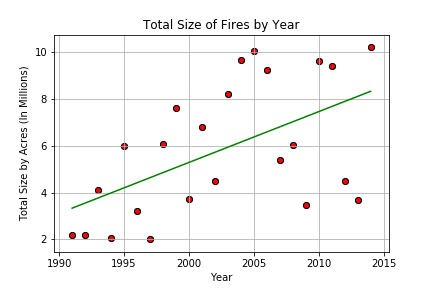 Total Size of Fires by Year
Total Size by Acres (In Millions)
10
8
6
4
2
1990 1995 2000 2005 2010 2015
Year